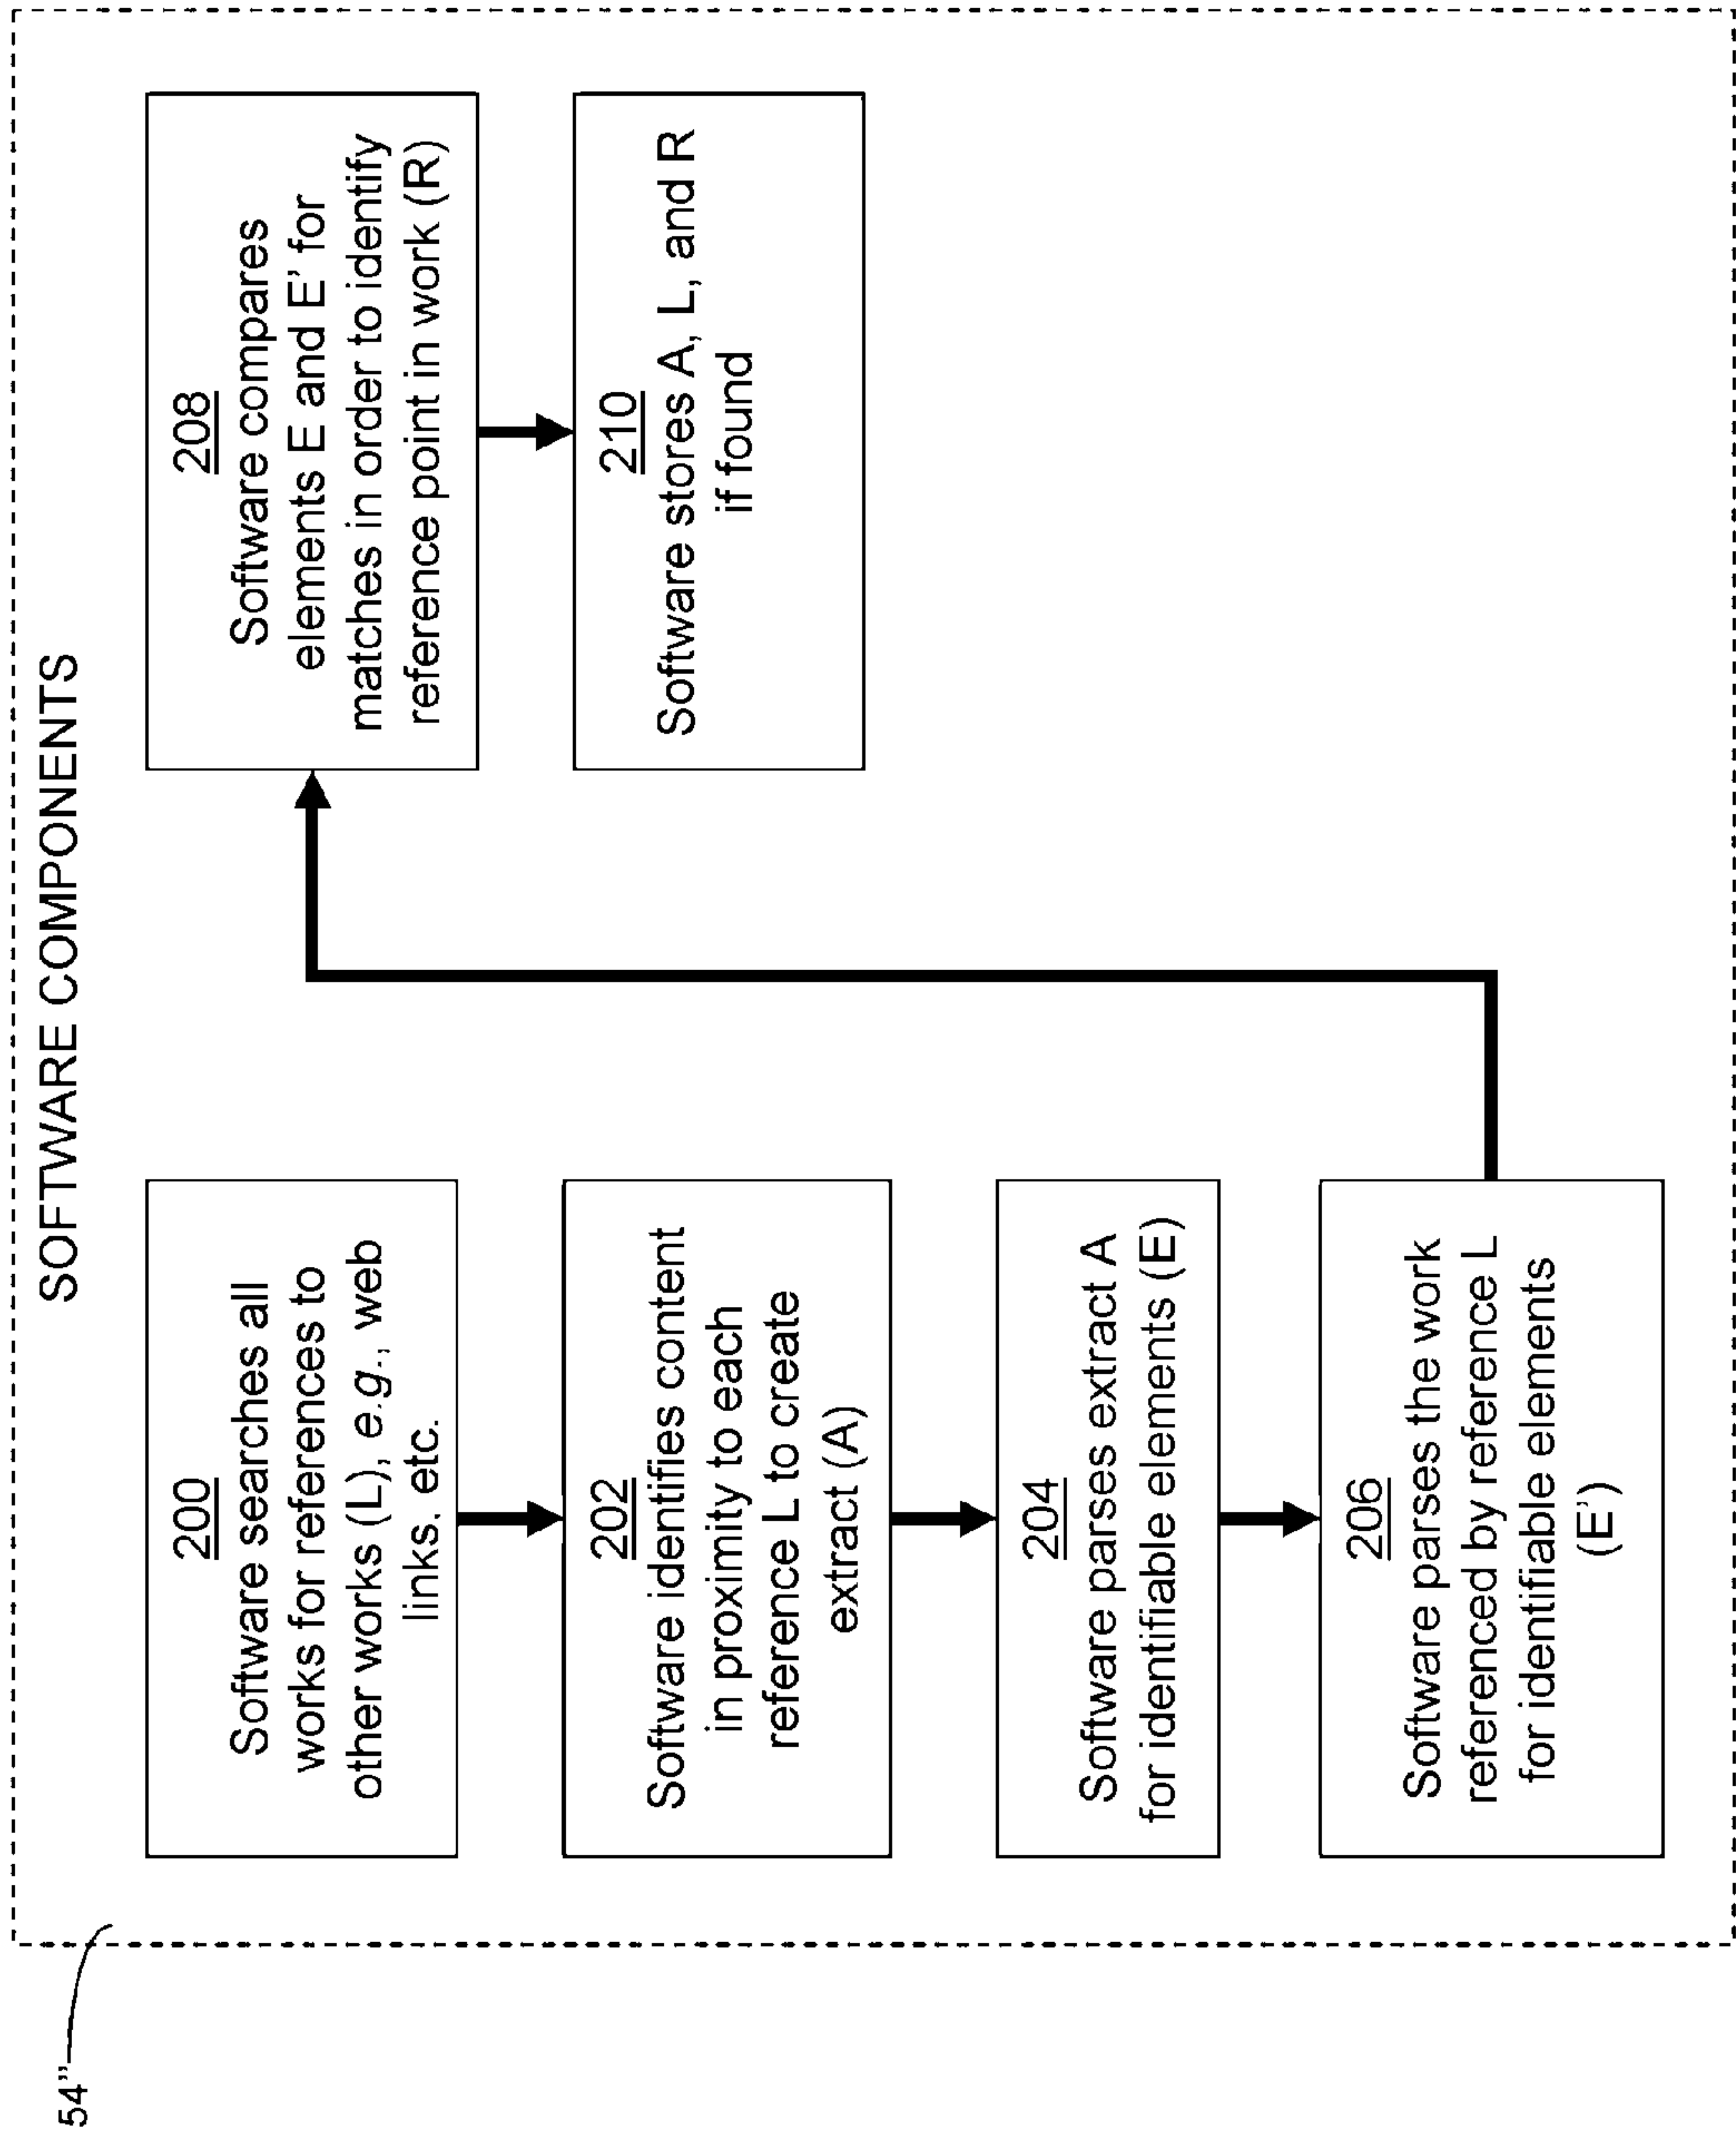 SOFTWARE COMPONENTS
54”
200
Software searches all
works for references to
other works (L), e.g., web
links, etc.
202
Software identifies content
in proximity to each
reference L to create
extract (A)
204
Software parses extract A
for identifiable elements (E)
206
Software parses the work
referenced by reference L
for identifiable elements
(E’)
208
Software compares
elements E and E’ for
matches in order to identify
reference point in work (R)
210
Software stores A, L, and R
if found